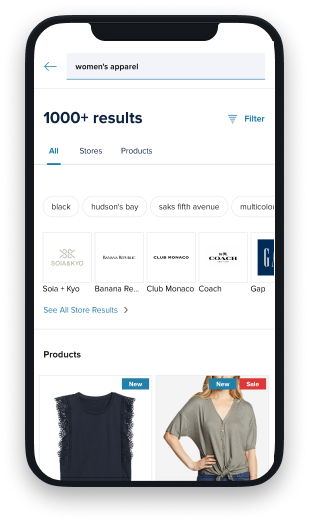 women's apparel
1000+ results
Filter
All Stores Products
black hudson's bay saks fifth avenue multicolo
SOIA&KYO BANANA REPUBLIC CLUB MONACO COACH GA
Soia + Kyo Banana Re... Club Monaco Coach Gap
See All Store Results
Products
New New Sale